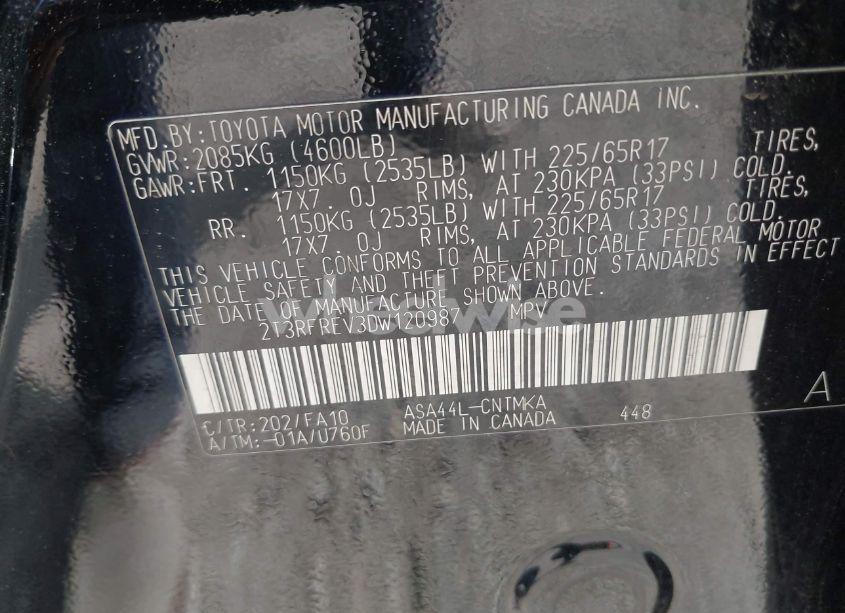 MFD.BY:TOYOTA MOTOR MANUFACTURING CANADA INC.
GVWR:2085KG (4600LB)
GAWR:FRT. 1150KG (2535LB) WITH 225/65R17 TIRES,
17X7.0J RIMS, AT 230KPA (33PSI) COLD.
RR. 1150KG (2535LB) WITH 225/65R17 TIRES,
17X7.0J RIMS, AT 230KPA (33PSI) COLD.
THIS VEHICLE CONFORMS TO ALL APPLICABLE FEDERAL MOTOR
VEHICLE SAFETY AND THEFT PREVENTION STANDARDS IN EFFECT
THE DATE OF MANUFACTURE SHOWN ABOVE.
2T3RFREV3DW120987 MPV
A
C/TR:202/FA10 ASA44L-CNTMKA 448
A/TM:-01A/U760F MADE IN CANADA